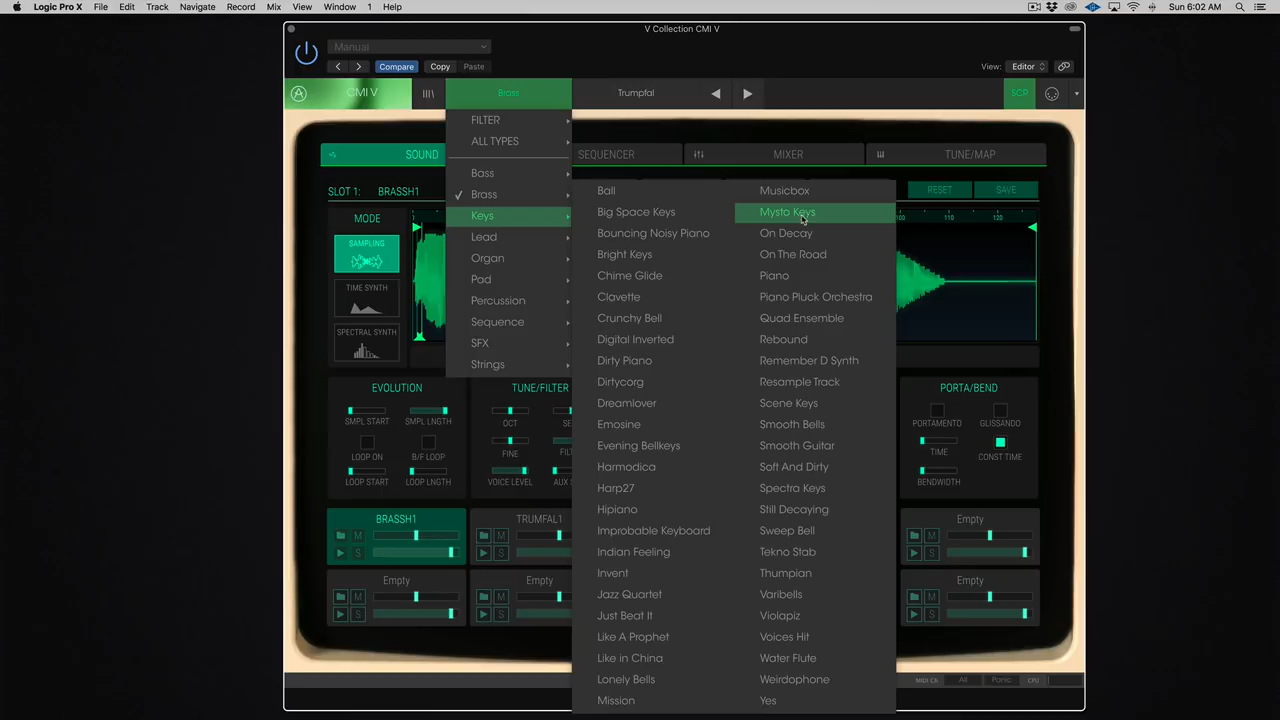 Logic Pro X File Edit Track Navigate Record Mix View Window 1 Help Sun 6:02 AM
V Collection CMI V
Manual
Compare Copy Paste View: Editor
CMI V Brass Trumpfal SCP
FILTER
ALL TYPES
Bass
Brass
Keys
Lead
Organ
Pad
Percussion
Sequence
SFX
Strings
Ball
Big Space Keys
Bouncing Noisy Piano
Bright Keys
Chime Glide
Clavette
Crunchy Bell
Digital Inverted
Dirty Piano
Dirtycorg
Dreamlover
Emosine
Evening Bellkeys
Harmodica
Harp27
Hipiano
Improbable Keyboard
Indian Feeling
Invent
Jazz Quartet
Just Beat It
Like A Prophet
Like in China
Lonely Bells
Mission
Musicbox
Mysto Keys
On Decay
On The Road
Piano
Piano Pluck Orchestra
Quad Ensemble
Rebound
Remember D Synth
Resample Track
Scene Keys
Smooth Bells
Smooth Guitar
Soft And Dirty
Spectra Keys
Still Decaying
Sweep Bell
Tekno Stab
Thumpian
Varibells
Violapiz
Voices Hit
Water Flute
Weirdophone
Yes
SOUND SEQUENCER MIXER TUNE/MAP
SLOT 1: BRASSH1 RESET SAVE
MODE
SAMPLING
TIME SYNTH
SPECTRAL SYNTH
110 120
EVOLUTION
SMPL START SMPL LNGTH
LOOP ON B/F LOOP
LOOP START LOOP LNGTH
TUNE/FILTER
OCT
FINE
VOICE LEVEL
PORTA/BEND
PORTAMENTO GLISSANDO
TIME CONST TIME
BENDWIDTH
BRASSH1 TRUMFAL1 Empty
M M M
S S S
Empty Empty Empty
M M M
S S S
MIDI Ch All Panic CPU